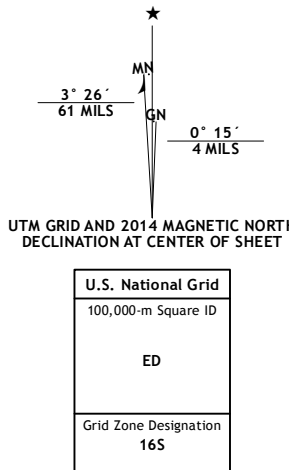 ★
MN
3° 26´
61 MILS
GN
0° 15´
4 MILS
UTM GRID AND 2014 MAGNETIC NORTH
DECLINATION AT CENTER OF SHEET
U.S. National Grid
100,000-m Square ID
ED
Grid Zone Designation
16S